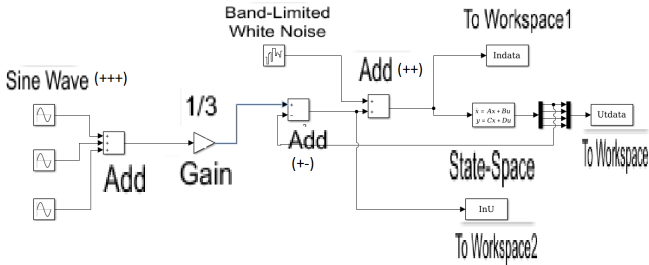 Band-Limited
White Noise
To Workspace1
Indata
Sine Wave (+++)
Add (++)
1/3
ẋ = Ax + Bu
y = Cx + Du
Utdata
Add
(+-)
Add
Gain
State-Space
To Workspace
InU
To Workspace2